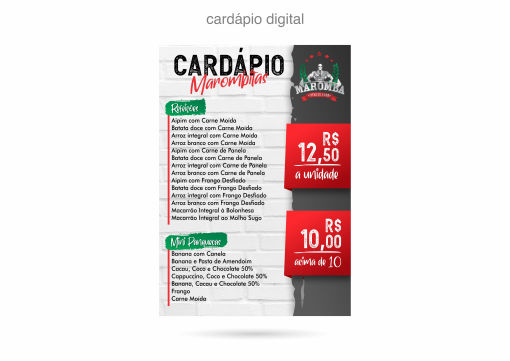 cardápio digital
CARDÁPIO
Marombitas
MAROMBA
Refeições
Aipim com Carne Moida
Batata doce com Carne Moida
Arroz integral com Carne Moida
Arroz branco com Carne Moida
Aipim com Carne de Panela
Batata doce com Carne de Panela
Arroz integral com Carne de Panela
Arroz branco com Carne de Panela
Aipim com Frango Desfiado
Batata doce com Frango Desfiado
Arroz integral com Frango Desfiado
Arroz branco com Frango Desfiado
Macarrão Integral à Bolonhesa
Macarrão Integral ao Molho Sugo
R$
12,50
a unidade
Mini Panquecas
Banana com Canela
Banana e Pasta de Amendoim
Cacau, Coco e Chocolate 50%
Cappuccino, Coco e Chocolate 50%
Banana, Cacau e Chocolate 50%
Frango
Carne Moida
R$
10,00
acima de 10